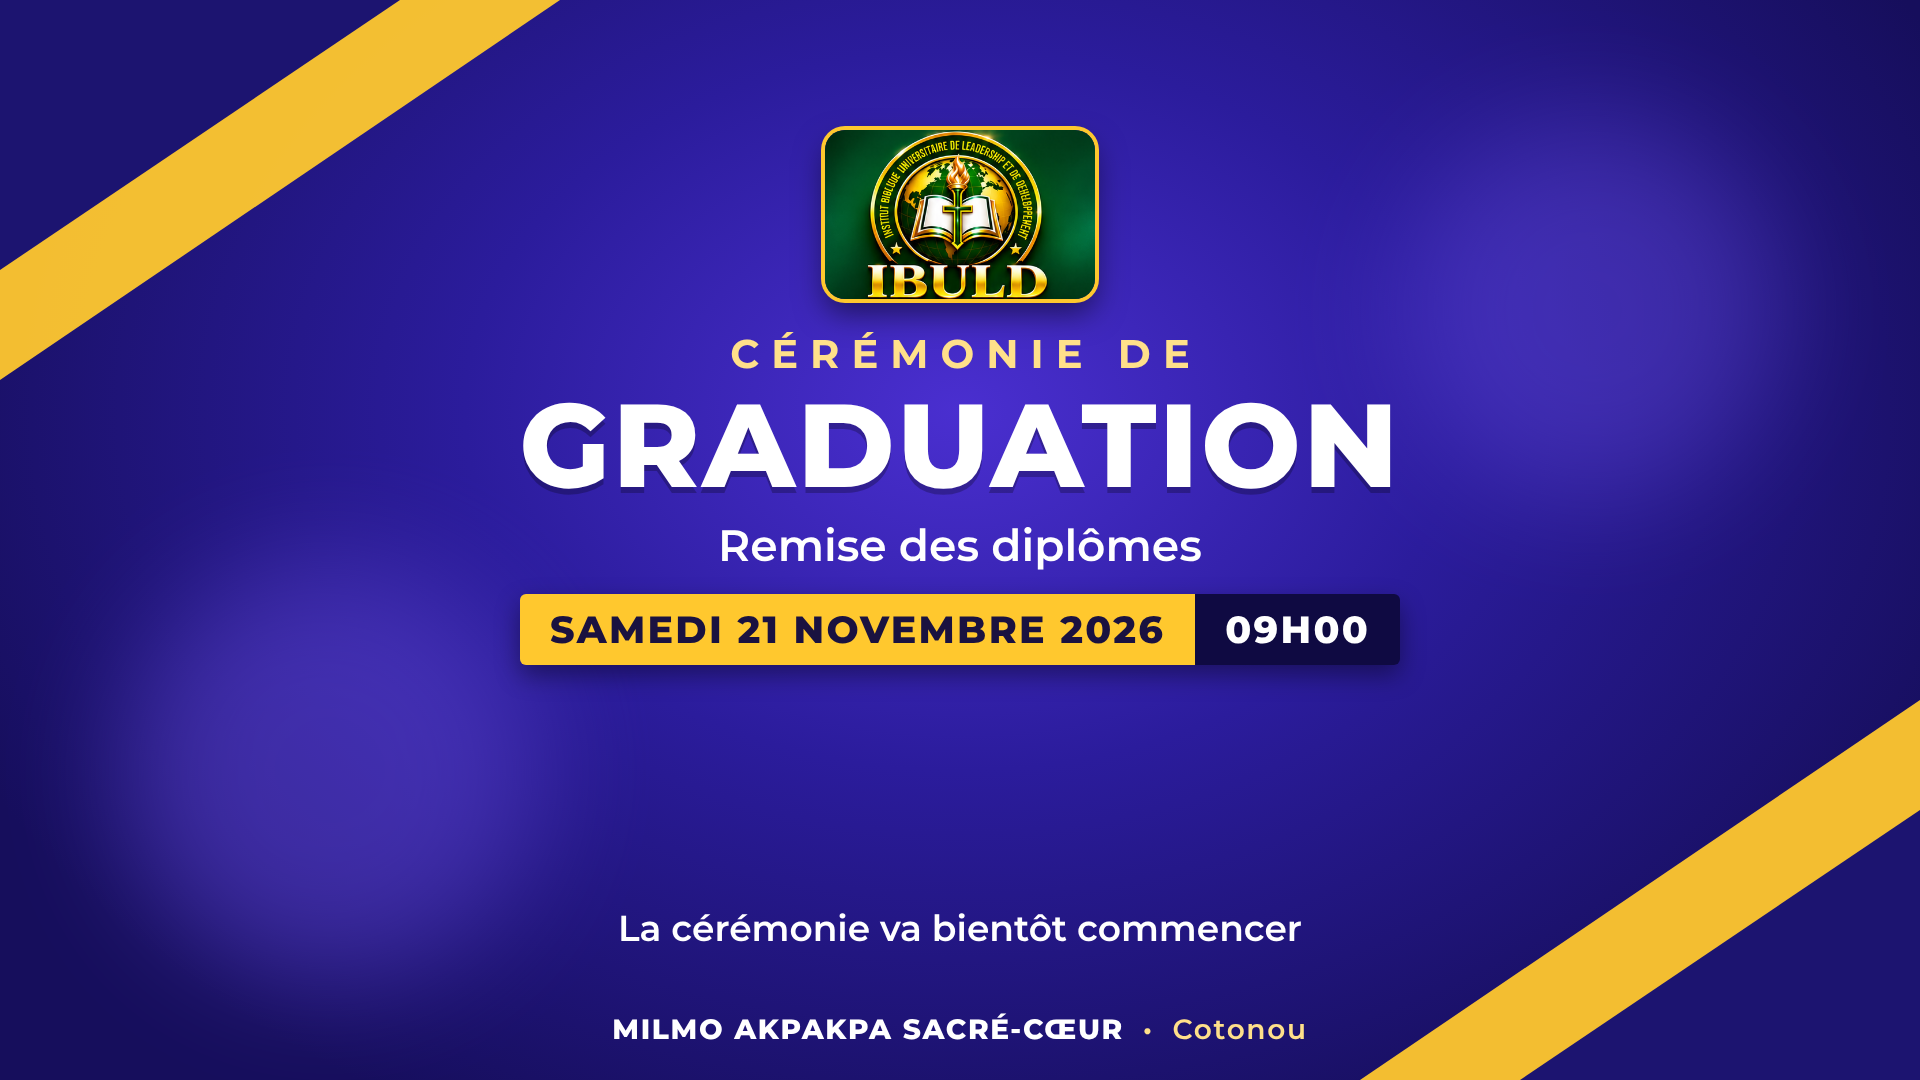 INSTITUT BIBLIQUE UNIVERSITAIRE DE LEADERSHIP ET DE
IBULD
CÉRÉMONIE DE
GRADUATION
Remise des diplômes
SAMEDI 21 NOVEMBRE 2026 09H00
La cérémonie va bientôt commencer
MILMO AKPAKPA SACRÉ-CŒUR • Cotonou